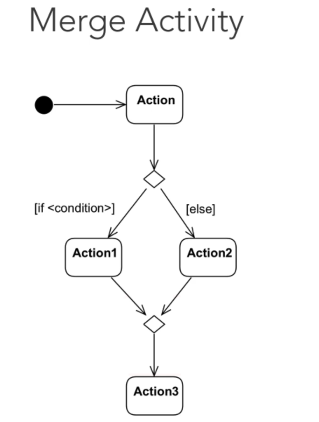 Merge Activity
Action
[if <condition>]
[else]
Action1
Action2
Action3